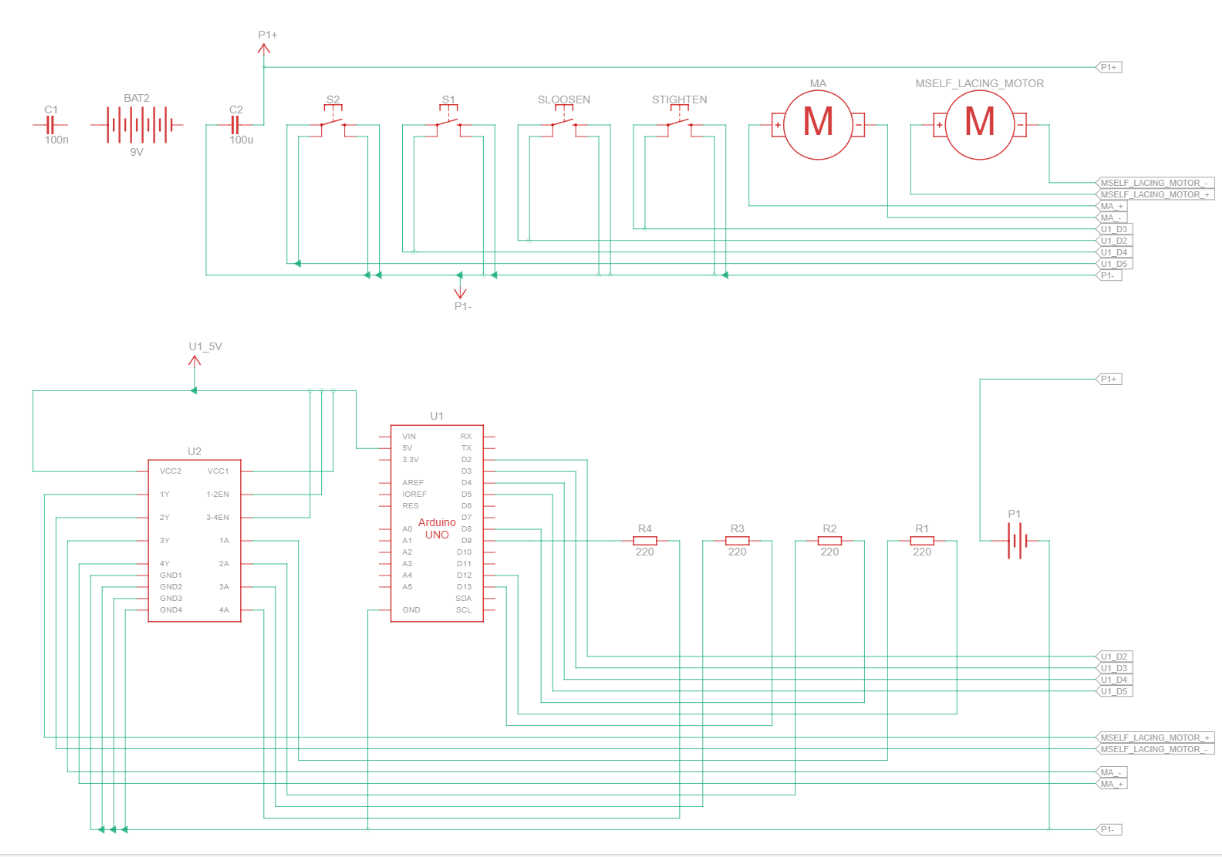 P1+
P1+
C1
100n
BAT2
9V
C2
100u
S2
S1
SLOOSEN
STIGHTEN
MA
M
+
-
MSELF_LACING_MOTOR
M
+
-
MSELF_LACING_MOTOR_-
MSELF_LACING_MOTOR_+
MA_+
MA_-
U1_D3
U1_D2
U1_D4
U1_D5
P1-
P1-
U1_5V
P1+
U2
VCC2 VCC1
1Y 1-2EN
2Y 3-4EN
3Y 1A
4Y 2A
GND1
GND2 3A
GND3
GND4 4A
U1
VIN RX
5V TX
3.3V D2
D3
AREF D4
IOREF D5
RES D6
D7
A0 D8
A1 D9
A2 D10
A3 D11
A4 D12
A5 D13
SDA
GND SCL
Arduino
UNO
R4
220
R3
220
R2
220
R1
220
P1
U1_D2
U1_D3
U1_D4
U1_D5
MSELF_LACING_MOTOR_+
MSELF_LACING_MOTOR_-
MA_-
MA_+
P1-